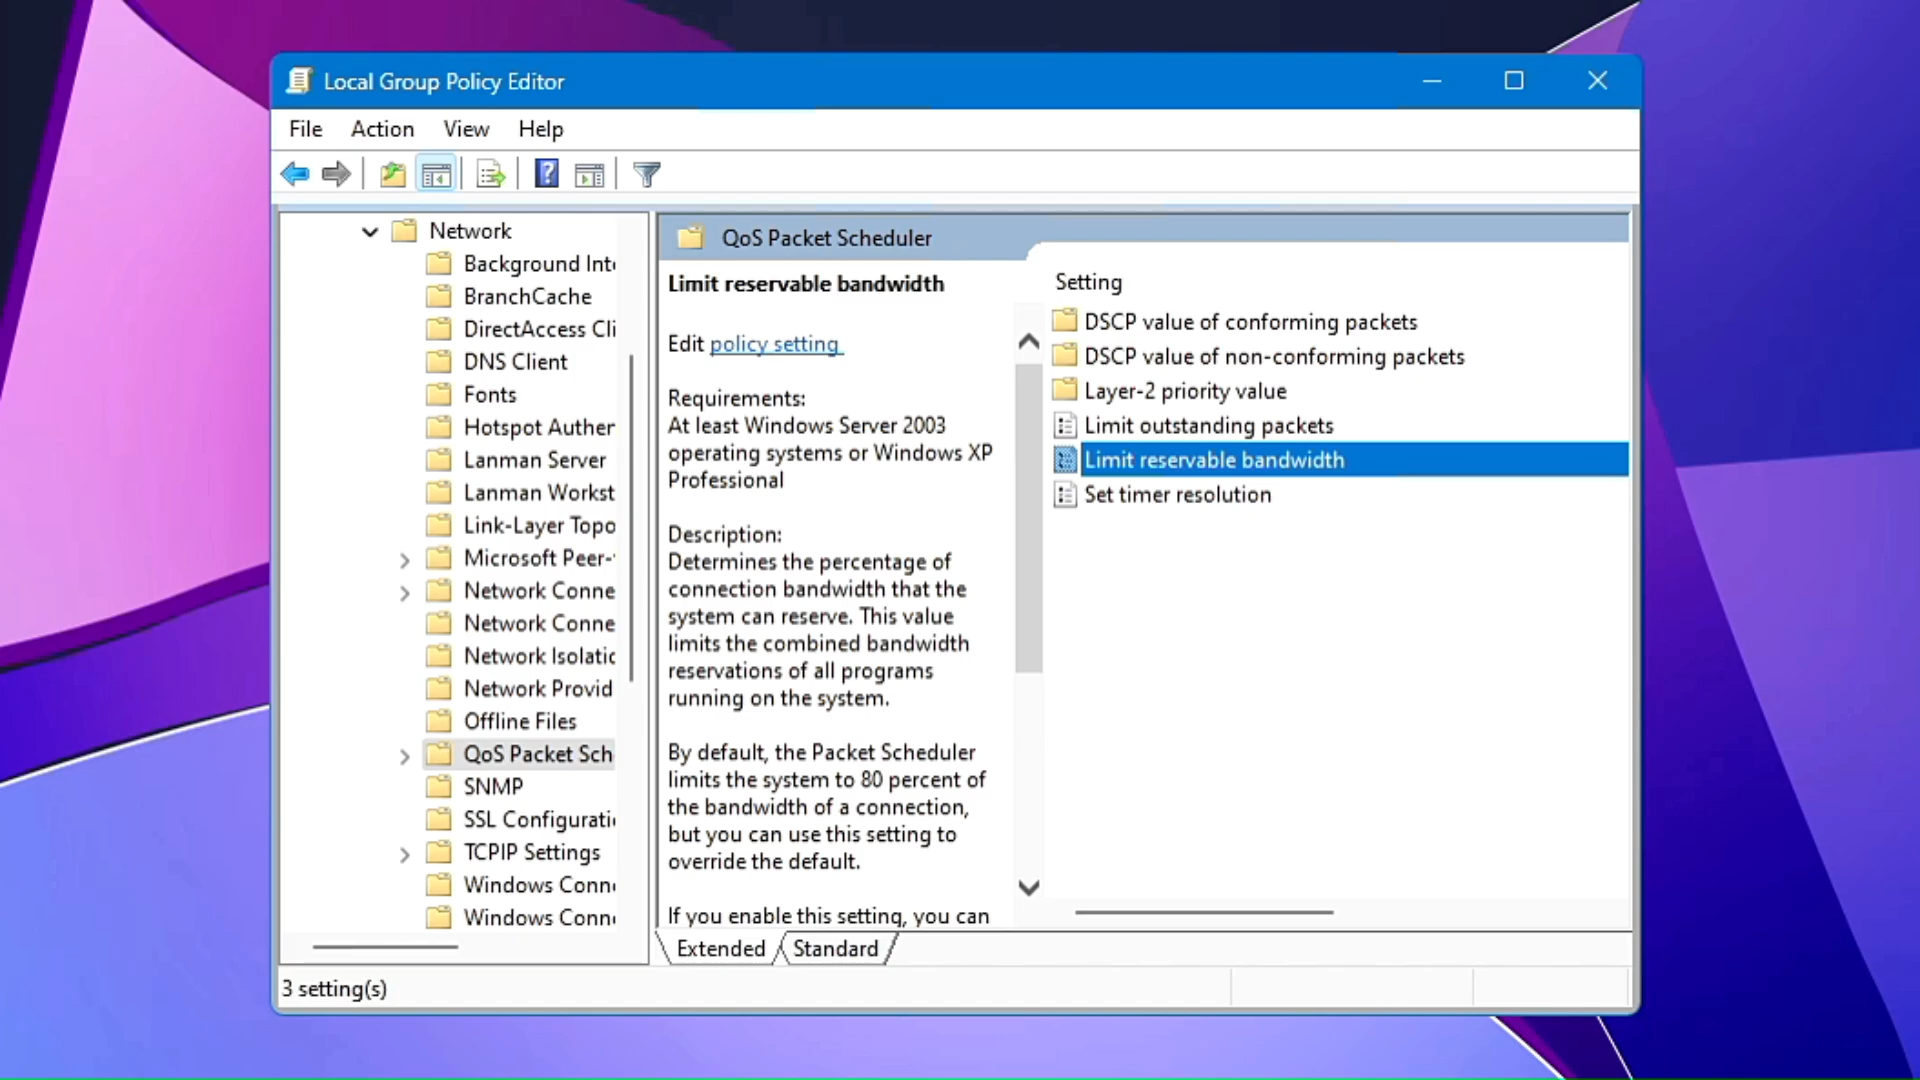 Local Group Policy Editor
File Action View Help
Network
Background Inte
BranchCache
DirectAccess Cli
DNS Client
Fonts
Hotspot Auther
Lanman Server
Lanman Workst
Link-Layer Topo
Microsoft Peer-
Network Conne
Network Conne
Network Isolatic
Network Provid
Offline Files
QoS Packet Sch
SNMP
SSL Configurati
TCPIP Settings
Windows Conn
Windows Conn
QoS Packet Scheduler
Limit reservable bandwidth
Edit policy setting
Requirements:
At least Windows Server 2003
operating systems or Windows XP
Professional
Description:
Determines the percentage of
connection bandwidth that the
system can reserve. This value
limits the combined bandwidth
reservations of all programs
running on the system.
By default, the Packet Scheduler
limits the system to 80 percent of
the bandwidth of a connection,
but you can use this setting to
override the default.
If you enable this setting, you can
Setting
DSCP value of conforming packets
DSCP value of non-conforming packets
Layer-2 priority value
Limit outstanding packets
Limit reservable bandwidth
Set timer resolution
Extended Standard
3 setting(s)